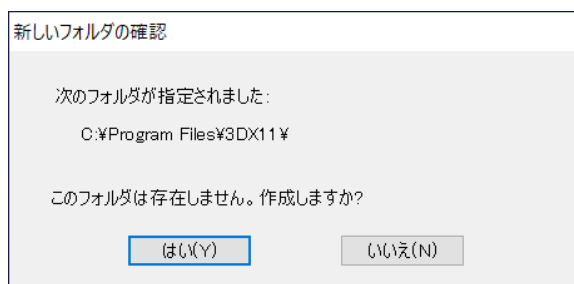 新しいフォルダの確認
次のフォルダが指定されました:
C:¥Program Files¥3DX11¥
このフォルダは存在しません。作成しますか?
はい(Y)
いいえ(N)